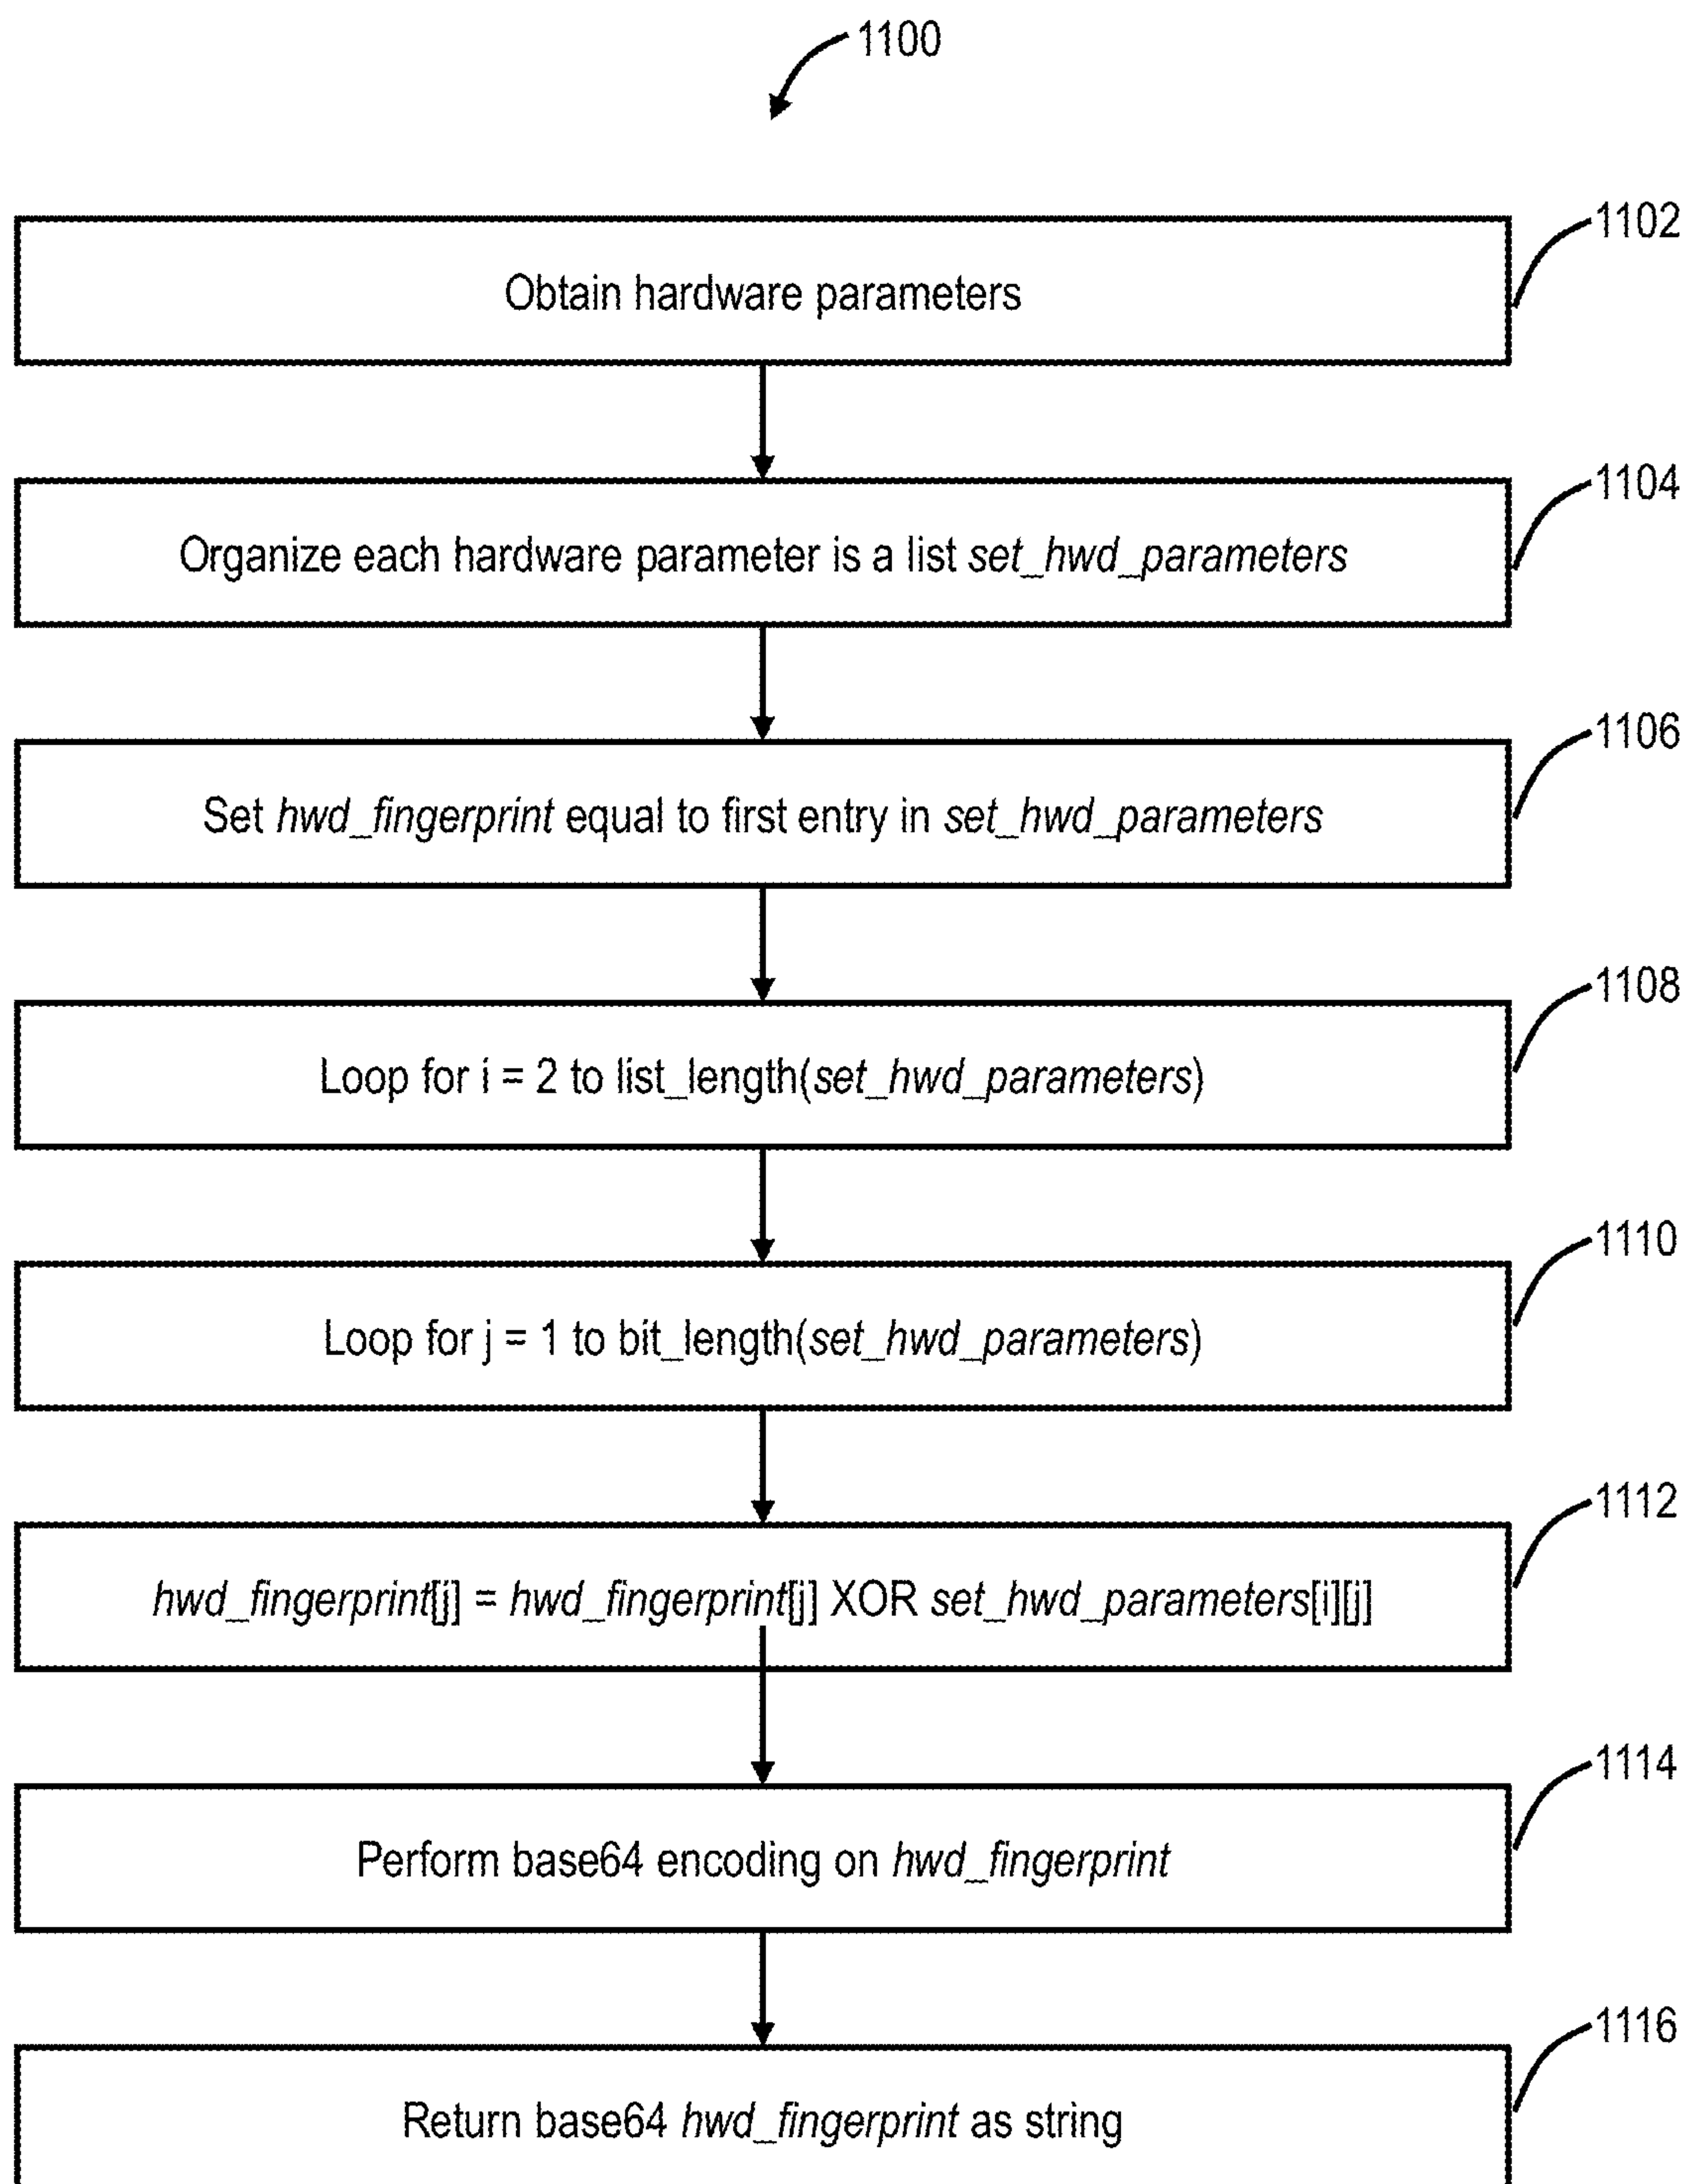 1100
1102
Obtain hardware parameters
1104
Organize each hardware parameter is a list set_hwd_parameters
1106
Set hwd_fingerprint equal to first entry in set_hwd_parameters
1108
Loop for i = 2 to list_length(set_hwd_parameters)
1110
Loop for j = 1 to bit_length(set_hwd_parameters)
1112
hwd_fingerprint[j] = hwd_fingerprint[j] XOR set_hwd_parameters[i][j]
1114
Perform base64 encoding on hwd_fingerprint
1116
Return base64 hwd_fingerprint as string